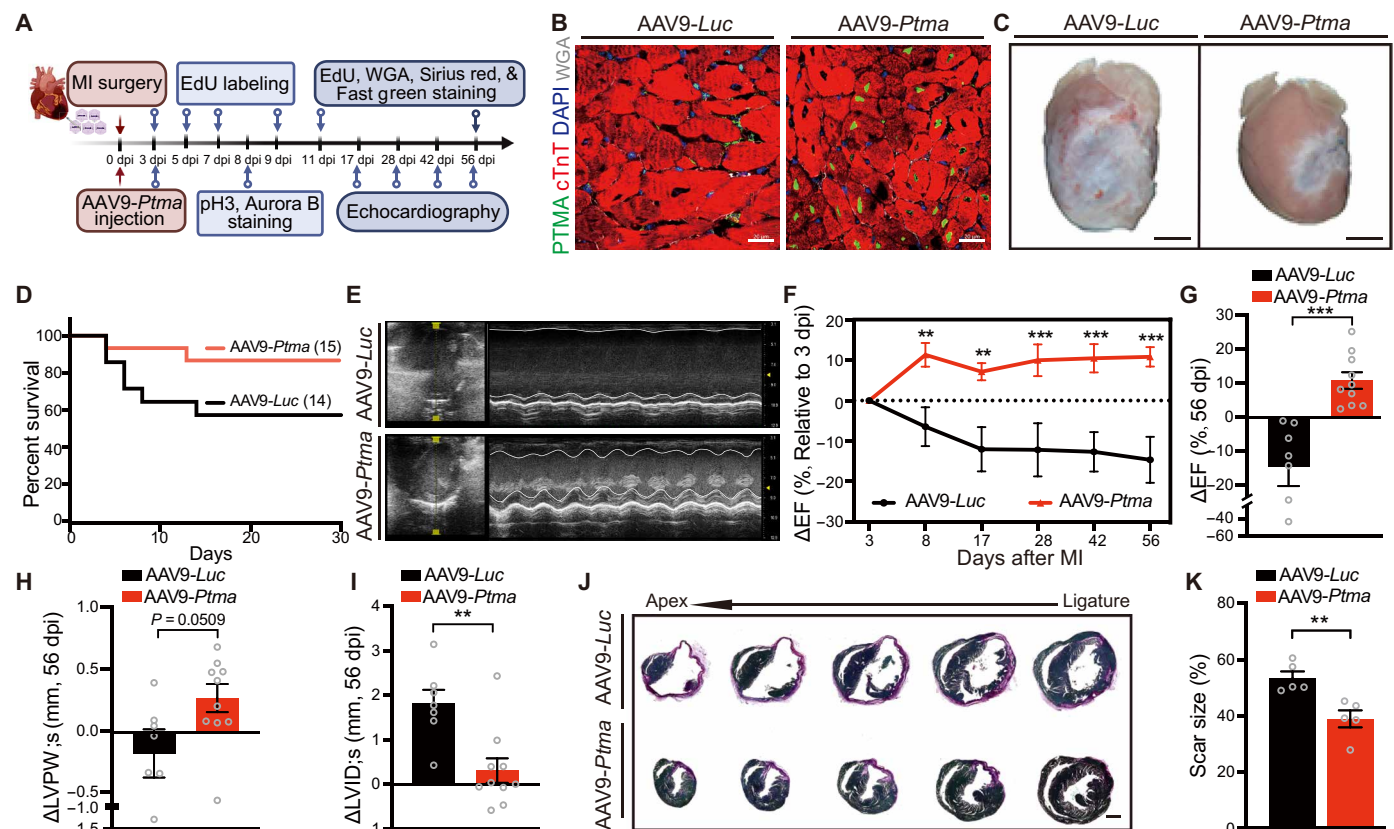 A
MI surgery
EdU labeling
EdU, WGA, Sirius red, &
Fast green staining
0 dpi 3 dpi 5 dpi 7 dpi 8 dpi 9 dpi 11 dpi 17 dpi 28 dpi 42 dpi 56 dpi
AAV9-Ptma
injection
pH3, Aurora B
staining
Echocardiography
B
AAV9-Luc AAV9-Ptma
PTMA cTnT DAPI WGA
20 μm 20 μm
C
AAV9-Luc AAV9-Ptma
D
Percent survival
100
80
60
40
20
0
AAV9-Ptma (15)
AAV9-Luc (14)
0 10 20 30
Days
E
AAV9-Luc
AAV9-Ptma
F
ΔEF (%, Relative to 3 dpi)
20
10
0
−10
−20
−30
** ** *** *** ***
AAV9-Luc AAV9-Ptma
3 8 17 28 42 56
Days after MI
G
AAV9-Luc
AAV9-Ptma
***
ΔEF (%, 56 dpi)
30
20
10
0
−10
−20
−40
−60
H
AAV9-Luc
AAV9-Ptma
P = 0.0509
ΔLVPW;s (mm, 56 dpi)
1.0
0.5
0.0
−0.5
−1.0
I
AAV9-Luc
AAV9-Ptma
**
ΔLVID;s (mm, 56 dpi)
4
3
2
1
0
J
Apex Ligature
AAV9-Luc
AAV9-Ptma
K
AAV9-Luc
AAV9-Ptma
**
Scar size (%)
80
60
40
20
0